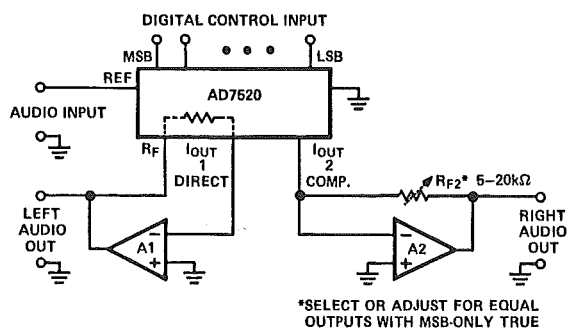 DIGITAL CONTROL INPUT
MSB
LSB
REF
AD7520
AUDIO INPUT
RF
IOUT
1
DIRECT
IOUT
2
COMP.
RF2* 5–20kΩ
LEFT
AUDIO
OUT
A1
–
+
A2
–
+
RIGHT
AUDIO
OUT
*SELECT OR ADJUST FOR EQUAL
OUTPUTS WITH MSB-ONLY TRUE